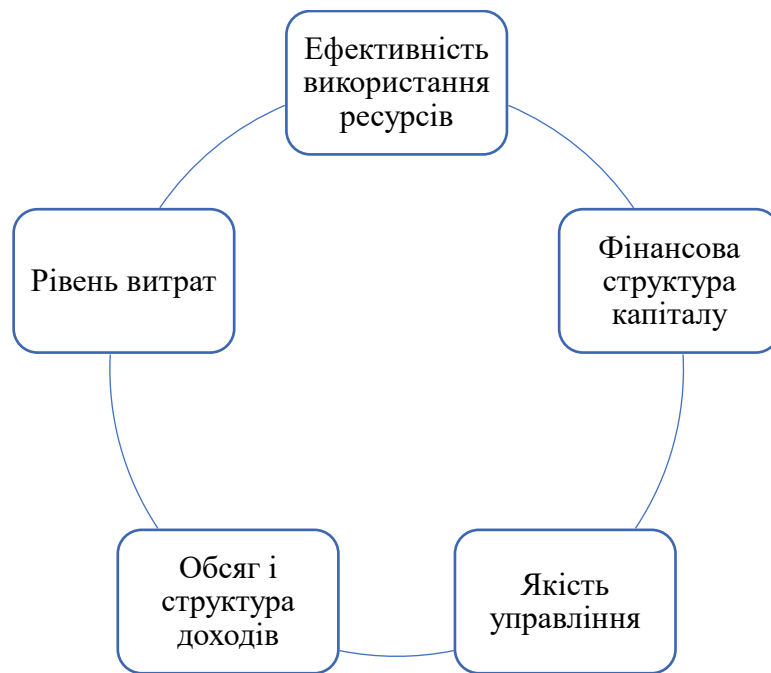 Ефективність
використання
ресурсів
Фінансова
структура
капіталу
Якість
управління
Обсяг і
структура
доходів
Рівень витрат